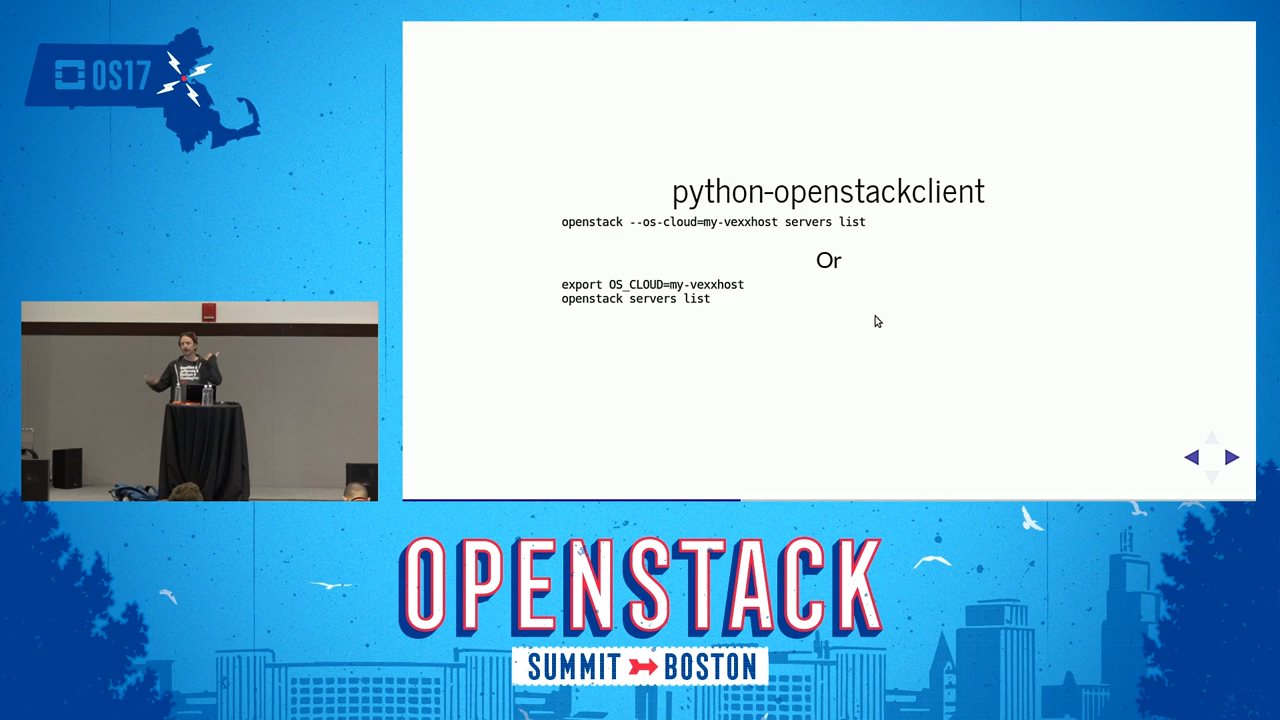 OS17
python-openstackclient
openstack --os-cloud=my-vexxhost servers list
Or
export OS_CLOUD=my-vexxhost
openstack servers list
OPENSTACK
SUMMIT BOSTON